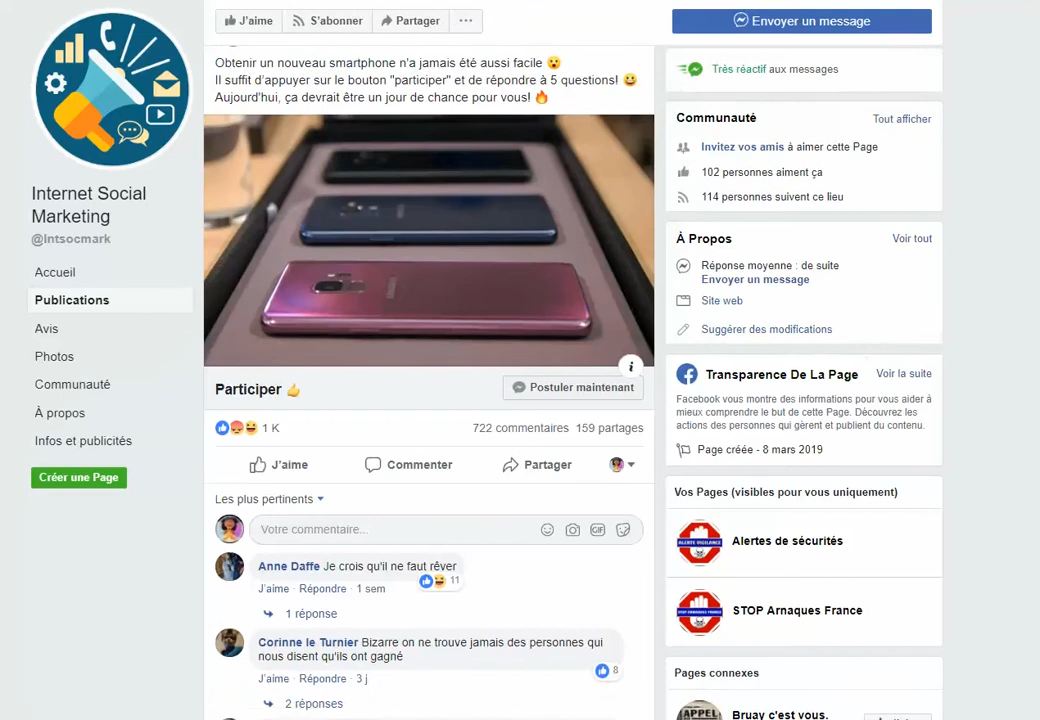 J'aime S'abonner Partager ...
Envoyer un message
Obtenir un nouveau smartphone n'a jamais été aussi facile 😮
Il suffit d'appuyer sur le bouton "participer" et de répondre à 5 questions! 😀
Aujourd'hui, ça devrait être un jour de chance pour vous! 🔥
Internet Social
Marketing
@Intsocmark
Accueil
Publications
Avis
Photos
Communauté
À propos
Infos et publicités
Créer une Page
SAMSUNG
Participer 👍
Postuler maintenant
1 K
722 commentaires 159 partages
J'aime Commenter Partager
Les plus pertinents
Votre commentaire...
GIF
Anne Daffe Je crois qu'il ne faut rêver
11
J'aime · Répondre · 1 sem
1 réponse
Corinne le Turnier Bizarre on ne trouve jamais des personnes qui
nous disent qu'ils ont gagné
8
J'aime · Répondre · 3 j
2 réponses
Très réactif aux messages
Communauté Tout afficher
Invitez vos amis à aimer cette Page
102 personnes aiment ça
114 personnes suivent ce lieu
À Propos Voir tout
Réponse moyenne : de suite
Envoyer un message
Site web
Suggérer des modifications
Transparence De La Page Voir la suite
Facebook vous montre des informations pour vous aider à
mieux comprendre le but de cette Page. Découvrez les
actions des personnes qui gèrent et publient du contenu.
Page créée - 8 mars 2019
Vos Pages (visibles pour vous uniquement)
ALERTE VIGILANCE
Alertes de sécurités
STOP ARNAQUES FRANCE
STOP Arnaques France
Pages connexes
APPEL
Bruay c'est vous.